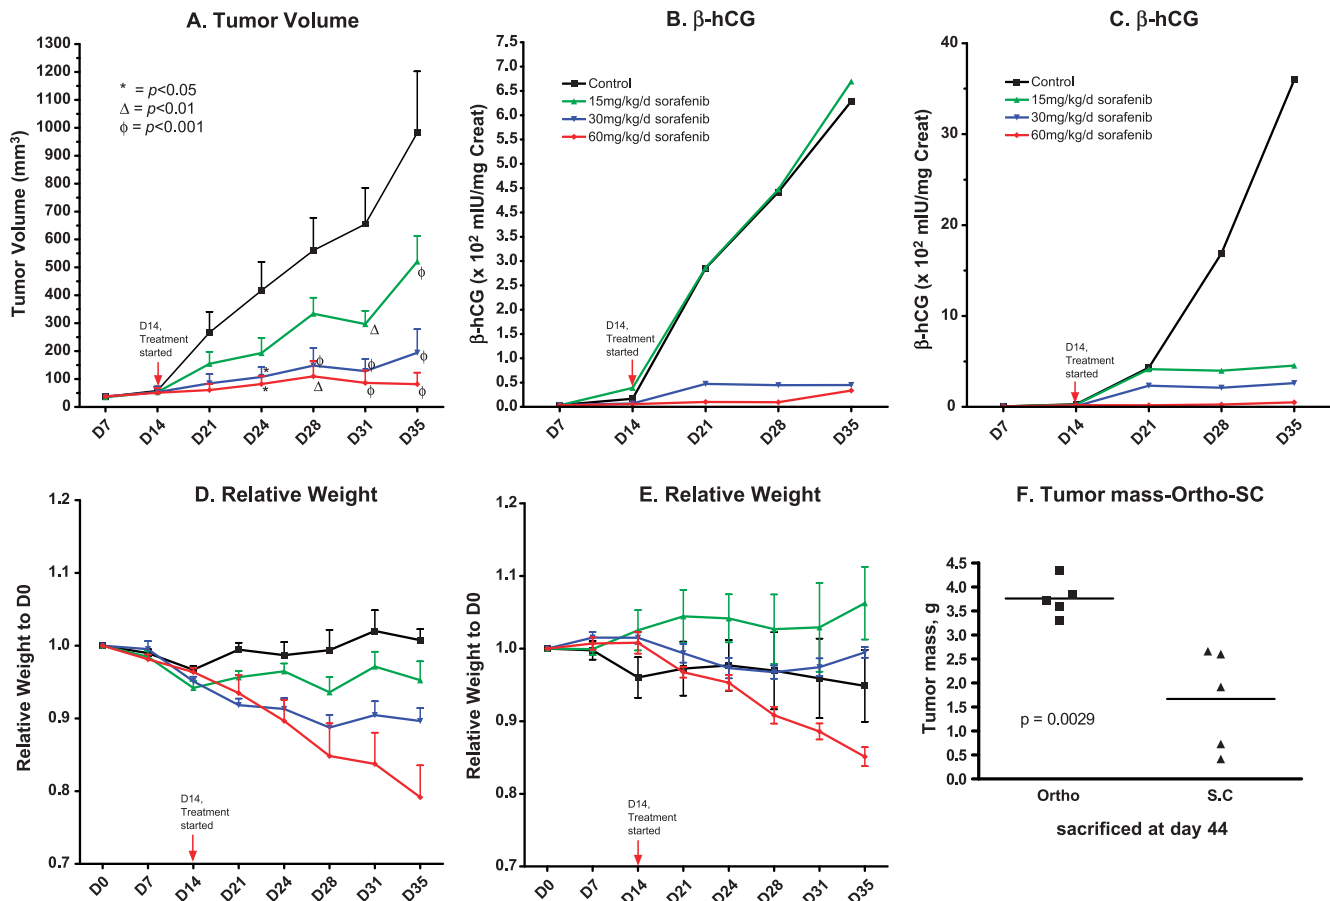 A. Tumor Volume
Tumor Volume (mm3)
1300
1200
1100
1000
900
800
700
600
500
400
300
200
100
0
* = p<0.05
Δ = p<0.01
ϕ = p<0.001
D14,
Treatment
started
*
*
ϕ
Δ
Δ
ϕ
ϕ
ϕ
ϕ
ϕ
D7
D14
D21
D24
D28
D31
D35
B. β-hCG
β-hCG (x 102 mIU/mg Creat)
7.5
6.5
6.0
5.5
5.0
4.5
5.5
3.0
2.5
2.0
1.5
1.0
0.5
0.0
Control
15mg/kg/d sorafenib
30mg/kg/d sorafenib
60mg/kg/d sorafenib
D14,
Treatment
started
D7
D14
D21
D28
D35
C. β-hCG
β-hCG (x 102 mIU/mg Creat)
40
30
20
10
0
Control
15mg/kg/d sorafenib
30mg/kg/d sorafenib
60mg/kg/d sorafenib
D14,
Treatment
started
D7
D14
D21
D28
D35
D. Relative Weight
Relative Weight to D0
1.2
1.1
1.0
0.9
0.8
0.7
D14,
Treatment
started
D0
D7
D14
D21
D24
D28
D31
D35
E. Relative Weight
Relative Weight to D0
1.2
1.1
1.0
0.9
0.8
0.7
D14,
Treatment
started
D0
D7
D14
D21
D24
D28
D31
D35
F. Tumor mass-Ortho-SC
Tumor mass, g
4.5
4.0
3.5
3.0
2.5
2.0
1.5
1.0
0.5
0.0
p = 0.0029
Ortho
S.C
sacrificed at day 44